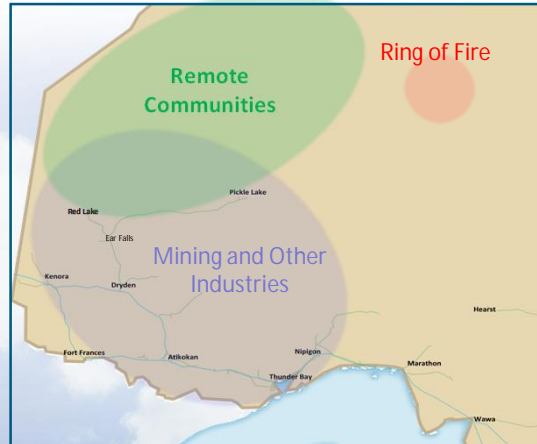 Ring of Fire
Remote
Communities
Pickle Lake
Red Lake
Ear Falls
Mining and Other
Industries
Kenora
Dryden
Hearst
Fort Frances
Atikokan
Nipigon
Marathon
Thunder Bay
Wawa